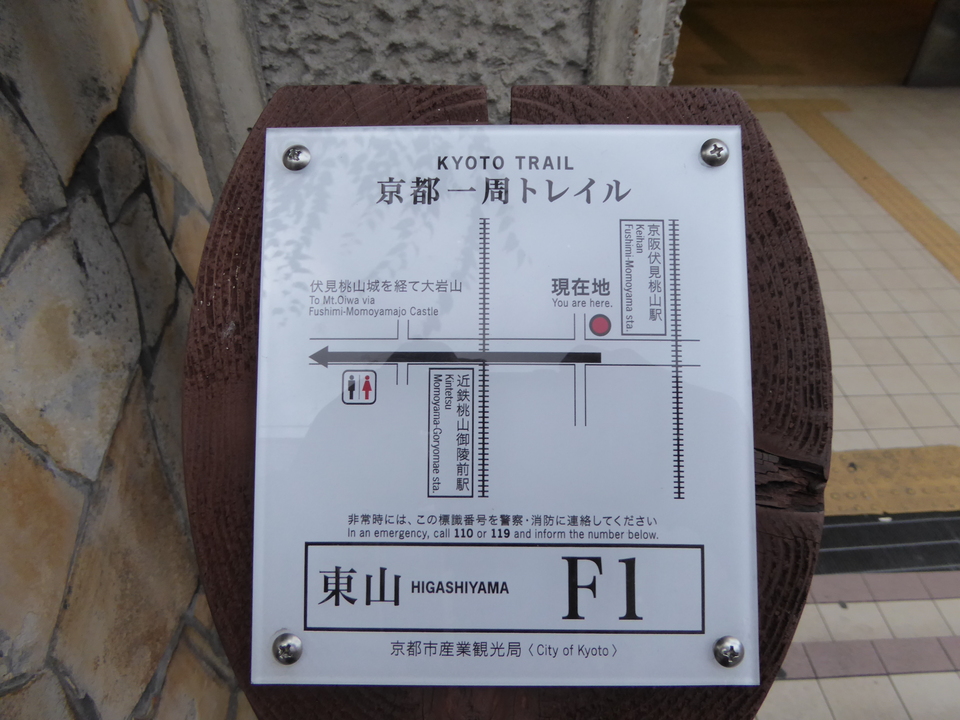 KYOTO TRAIL
京都一周トレイル
京阪伏見桃山駅
Keihan
Fushimi-Momoyama sta.
伏見桃山城を経て大岩山
To Mt.Oiwa via
Fushimi-Momoyamajo Castle
現在地
You are here.
近鉄桃山御陵前駅
Kintetsu
Momoyama-Goryomae sta.
非常時には、この標識番号を警察・消防に連絡してください
In an emergency, call 110 or 119 and inform the number below.
東山 HIGASHIYAMA F1
京都市産業観光局〈City of Kyoto〉